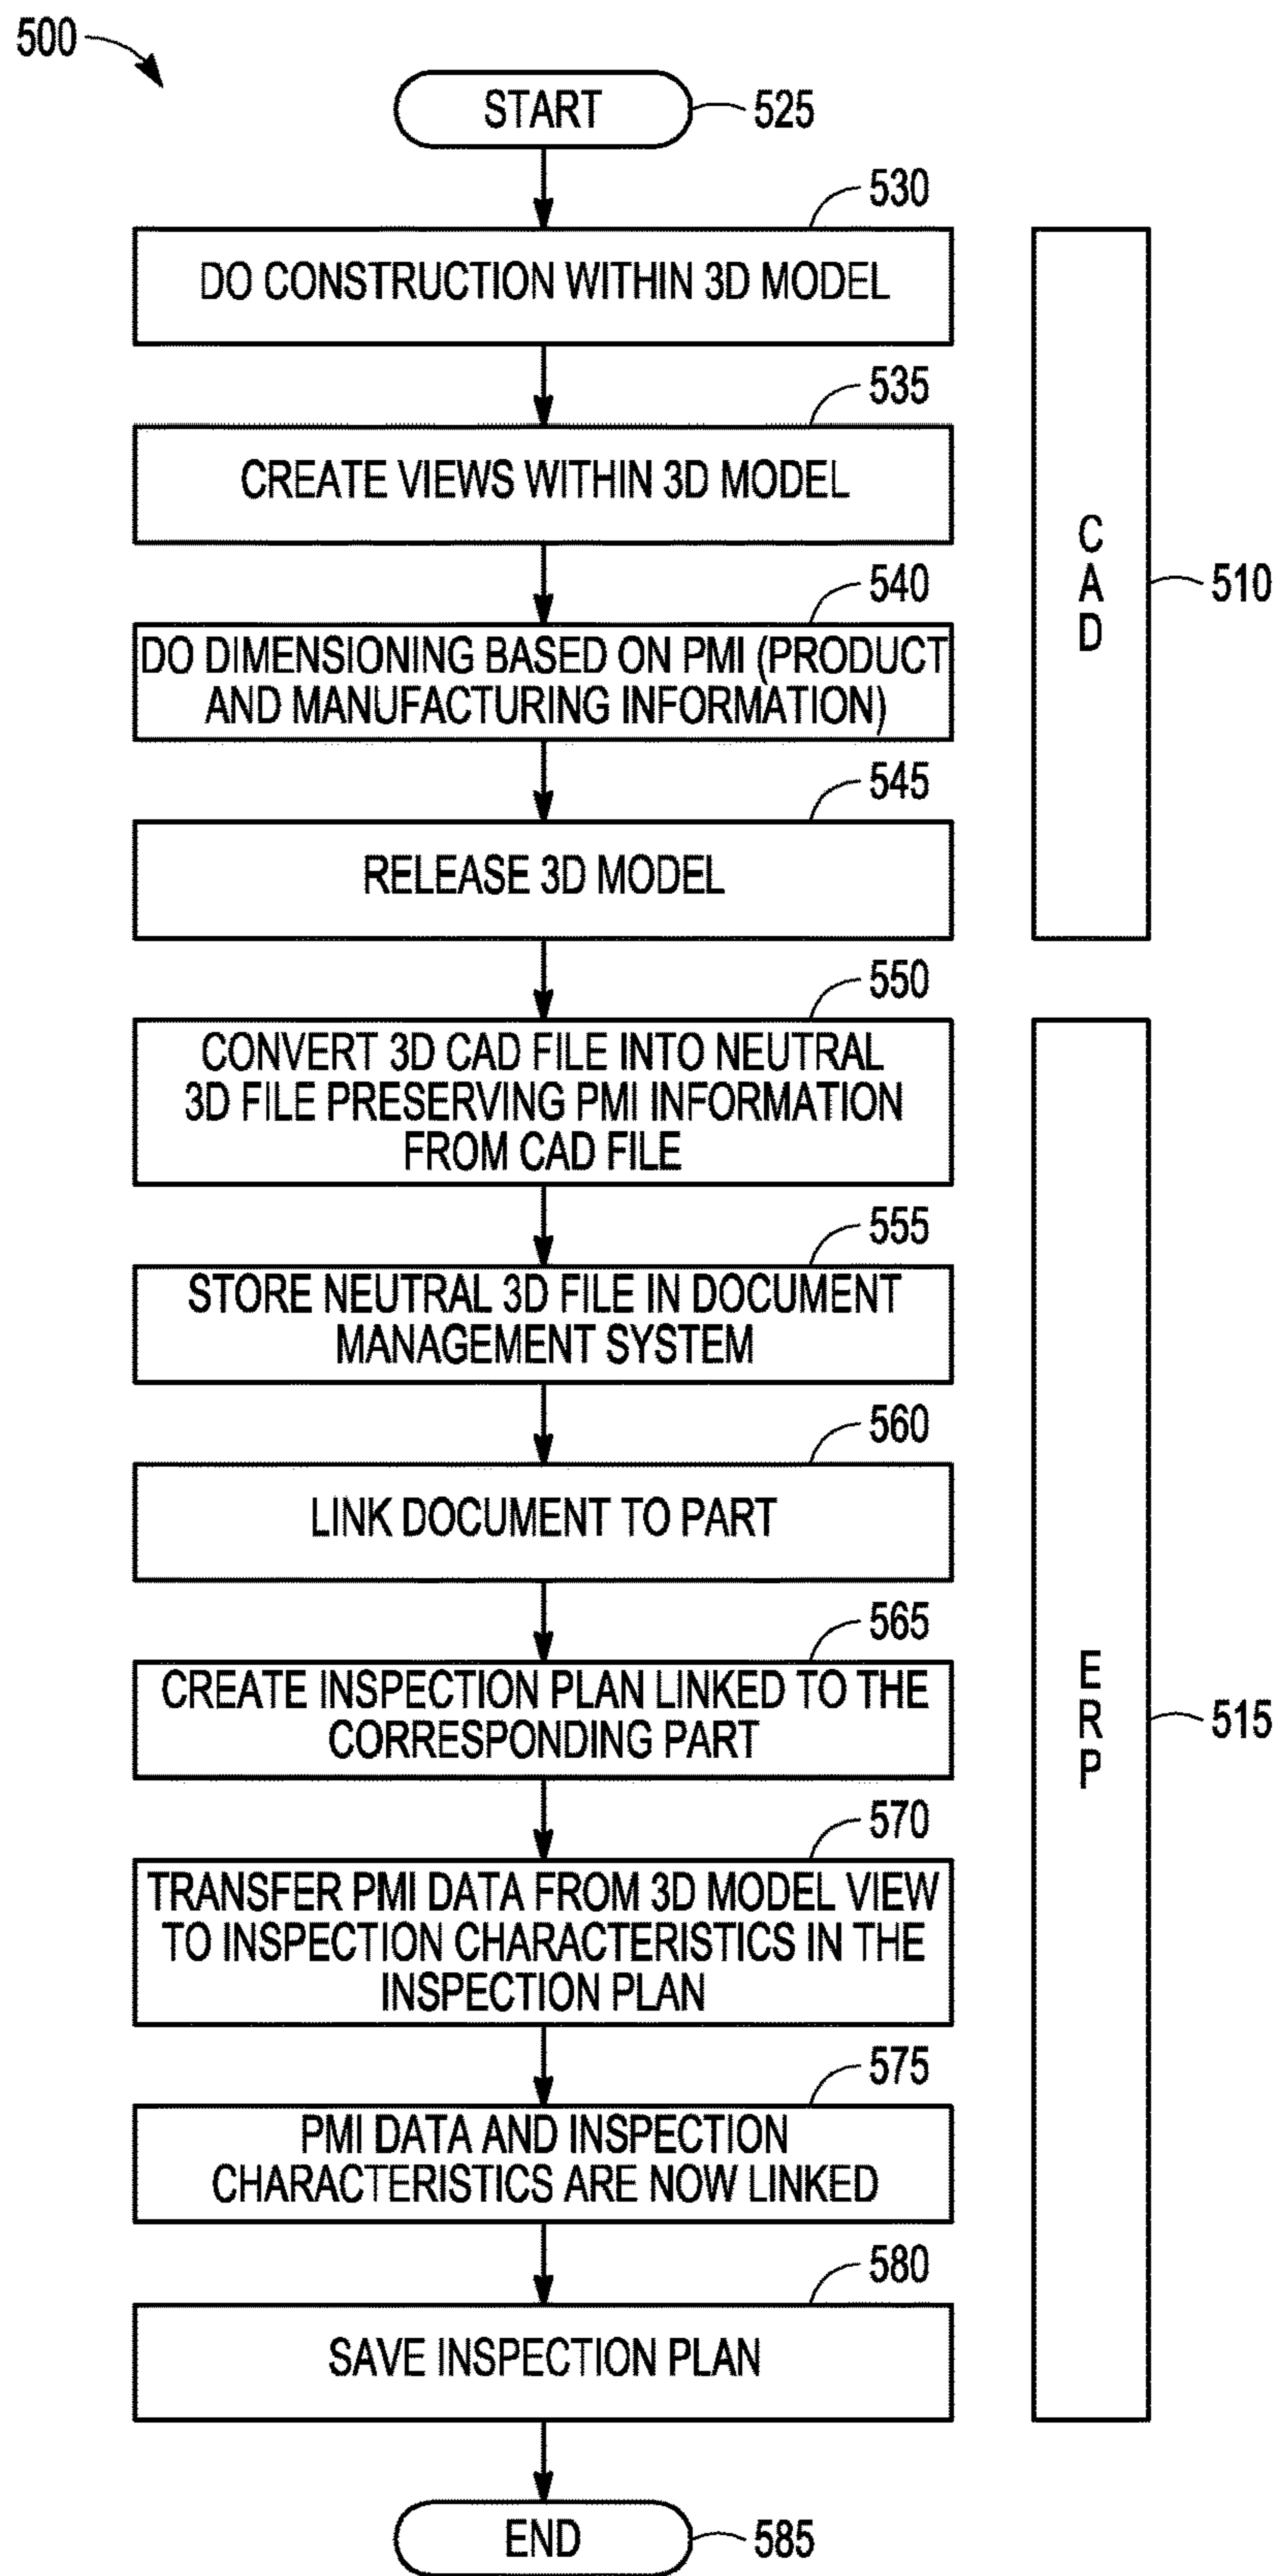 500
START
525
530
DO CONSTRUCTION WITHIN 3D MODEL
535
CREATE VIEWS WITHIN 3D MODEL
540
DO DIMENSIONING BASED ON PMI (PRODUCT
AND MANUFACTURING INFORMATION)
545
RELEASE 3D MODEL
C
A
D
510
550
CONVERT 3D CAD FILE INTO NEUTRAL
3D FILE PRESERVING PMI INFORMATION
FROM CAD FILE
555
STORE NEUTRAL 3D FILE IN DOCUMENT
MANAGEMENT SYSTEM
560
LINK DOCUMENT TO PART
565
CREATE INSPECTION PLAN LINKED TO THE
CORRESPONDING PART
570
TRANSFER PMI DATA FROM 3D MODEL VIEW
TO INSPECTION CHARACTERISTICS IN THE
INSPECTION PLAN
575
PMI DATA AND INSPECTION
CHARACTERISTICS ARE NOW LINKED
580
SAVE INSPECTION PLAN
E
R
P
515
END
585